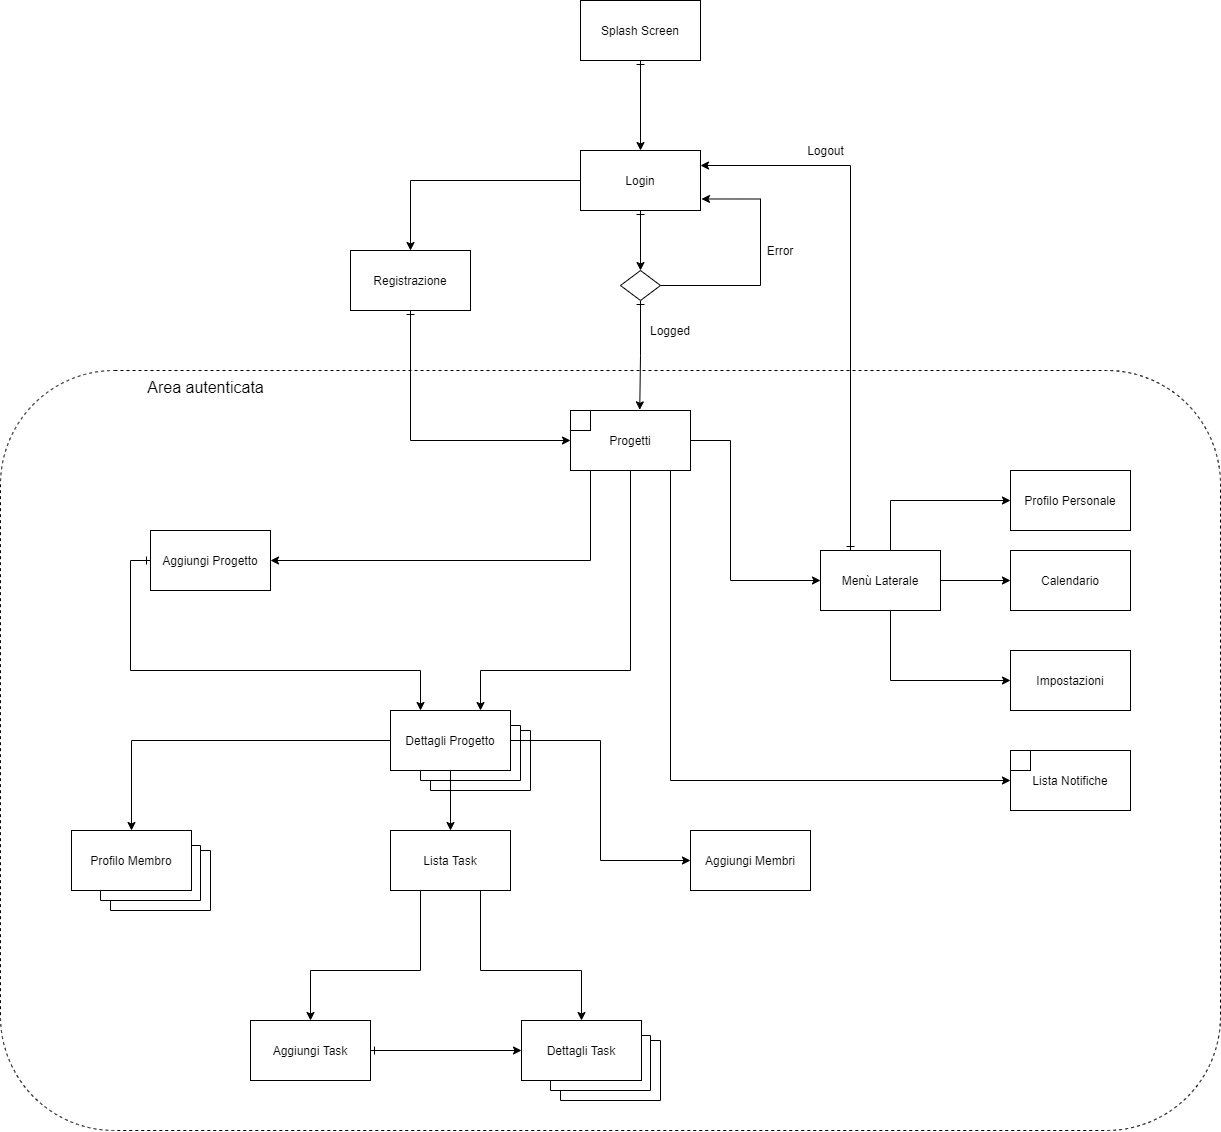 Splash Screen
Logout
Login
Error
Registrazione
Logged
Area autenticata
Progetti
Profilo Personale
Aggiungi Progetto
Menù Laterale
Calendario
Impostazioni
Dettagli Progetto
Lista Notifiche
Profilo Membro
Lista Task
Aggiungi Membri
Aggiungi Task
Dettagli Task